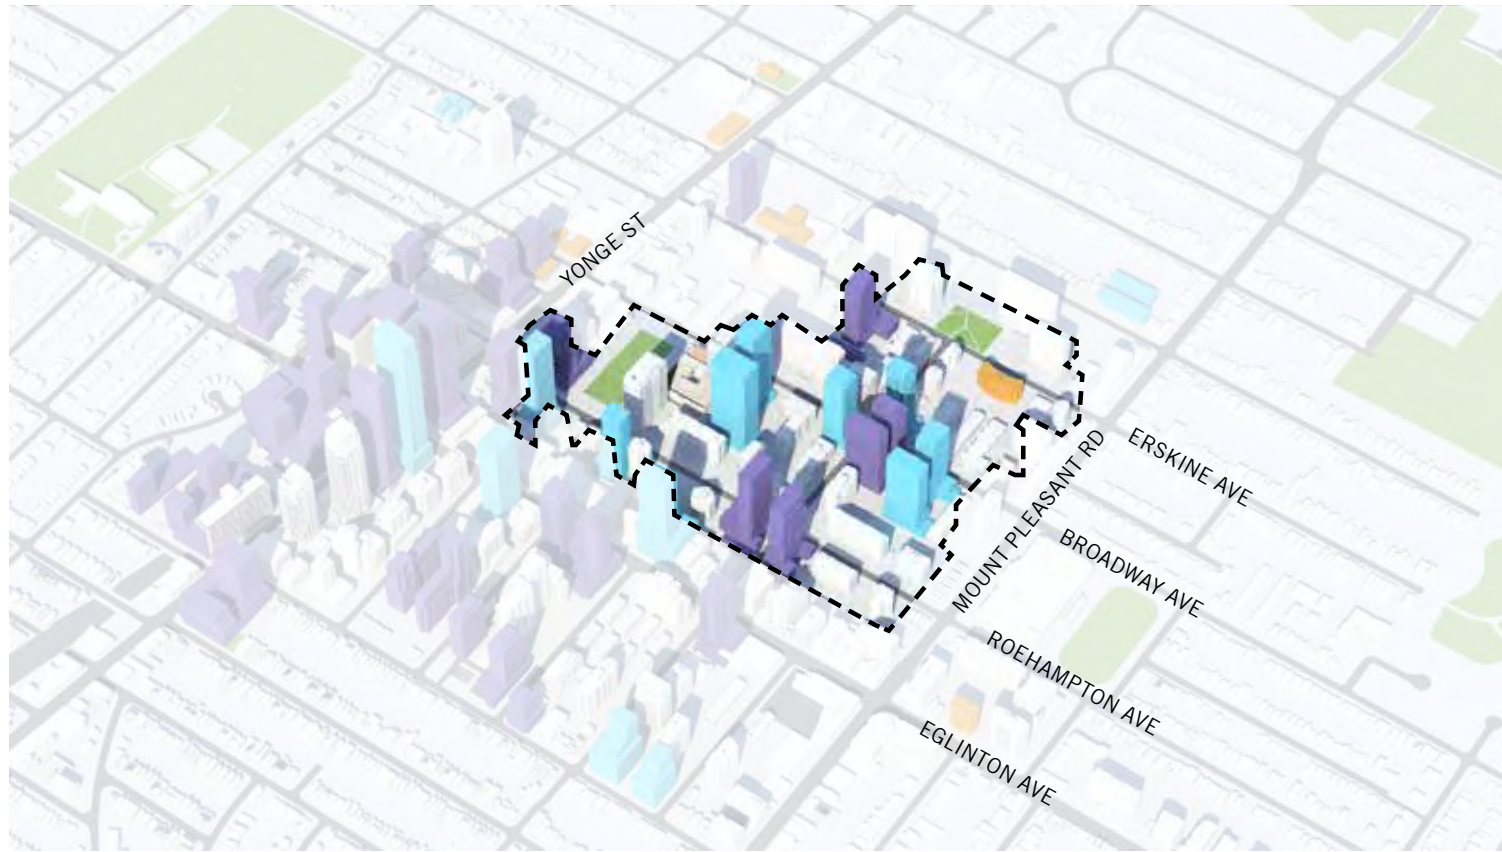 YONGE ST
ERSKINE AVE
MOUNT PLEASANT RD
BROADWAY AVE
ROEHAMPTON AVE
EGLINTON AVE